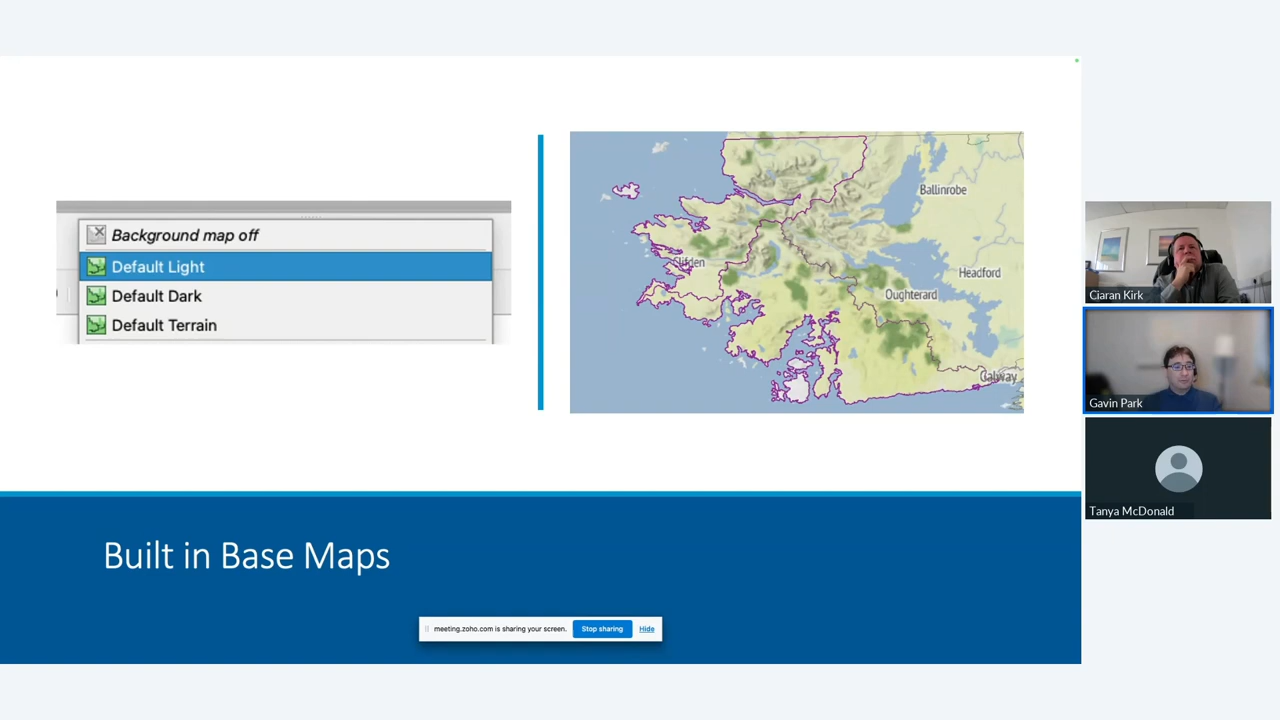 Background map off
Default Light
Default Dark
Default Terrain
Ballinrobe
Clifden
Headford
Oughterard
Galway
Built in Base Maps
meeting.zoho.com is sharing your screen.
Stop sharing
Hide
Ciaran Kirk
Gavin Park
Tanya McDonald